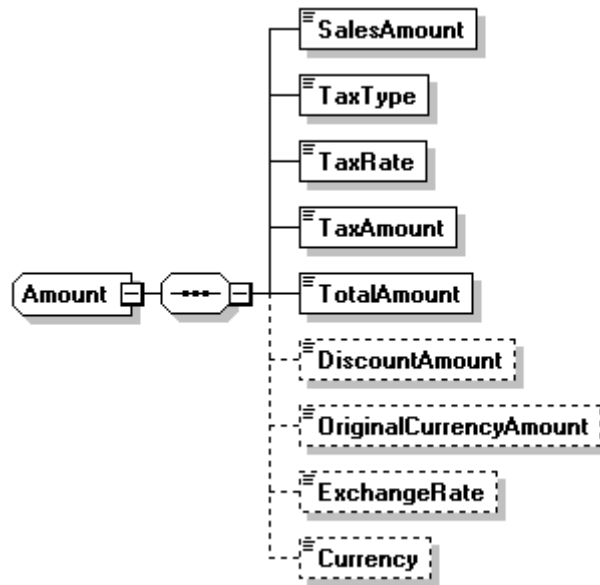 SalesAmount
TaxType
TaxRate
TaxAmount
Amount
TotalAmount
DiscountAmount
OriginalCurrencyAmount
ExchangeRate
Currency